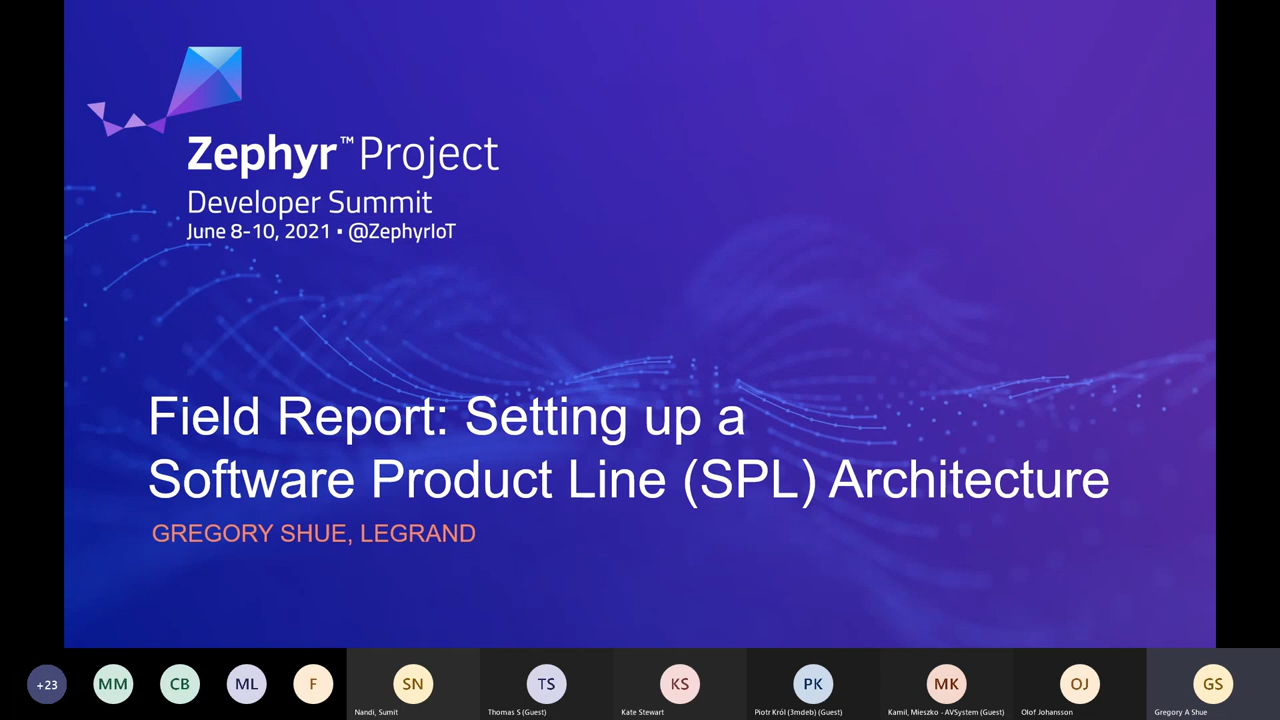 Zephyr™ Project
Developer Summit
June 8-10, 2021 ▪ @ZephyrIoT
Field Report: Setting up a
Software Product Line (SPL) Architecture
GREGORY SHUE, LEGRAND
+23
MM
CB
ML
F
SN
TS
KS
PK
MK
OJ
GS
Nandi, Sumit
Thomas S (Guest)
Kate Stewart
Piotr Król (3mdeb) (Guest)
Kamil, Mieszko - AVSystem (Guest)
Olof Johansson
Gregory A Shue